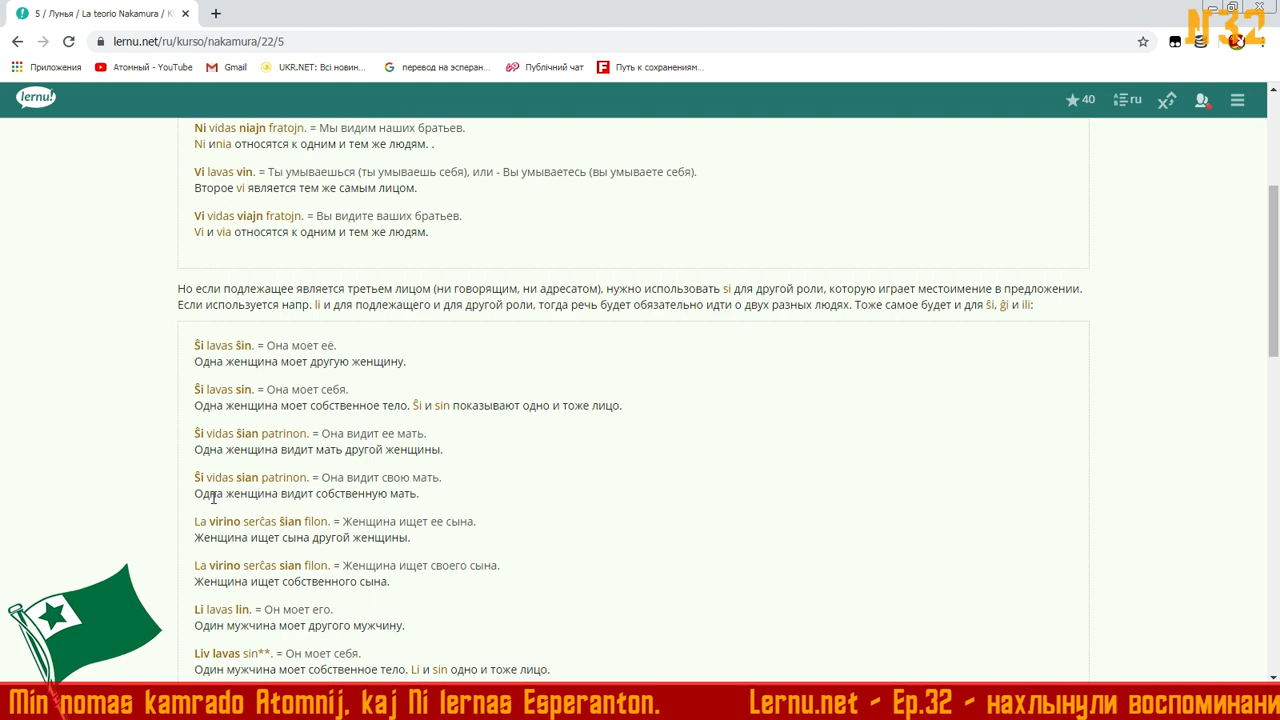 5 / Лунья / La teorio Nakamura / K
N32
lernu.net/ru/kurso/nakamura/22/5
Приложения
Атомный - YouTube
Gmail
UKR.NET: Всі новин...
перевод на эсперан...
Публічний чат
Путь к сохранениям...
lernu!
40
ru
Ni vidas niajn fratojn. = Мы видим наших братьев.
Ni иnia относятся к одним и тем же людям. .
Vi lavas vin. = Ты умываешься (ты умываешь себя), или - Вы умываетесь (вы умываете себя).
Второе vi является тем же самым лицом.
Vi vidas viajn fratojn. = Вы видите ваших братьев.
Vi и via относятся к одним и тем же людям.
Но если подлежащее является третьем лицом (ни говорящим, ни адресатом), нужно использовать si для другой роли, которую играет местоимение в предложении.
Если используется напр. li и для подлежащего и для другой роли, тогда речь будет обязательно идти о двух разных людях. Тоже самое будет и для ŝi, ĝi и ili:
Ŝi lavas ŝin. = Она моет её.
Одна женщина моет другую женщину.
Ŝi lavas sin. = Она моет себя.
Одна женщина моет собственное тело. Ŝi и sin показывают одно и тоже лицо.
Ŝi vidas ŝian patrinon. = Она видит ее мать.
Одна женщина видит мать другой женщины.
Ŝi vidas sian patrinon. = Она видит свою мать.
Одна женщина видит собственную мать.
La virino serĉas ŝian filon. = Женщина ищет ее сына.
Женщина ищет сына другой женщины.
La virino serĉas sian filon. = Женщина ищет своего сына.
Женщина ищет собственного сына.
Li lavas lin. = Он моет его.
Один мужчина моет другого мужчину.
Liv lavas sin**. = Он моет себя.
Один мужчина моет собственное тело. Li и sin одно и тоже лицо.
Min nomas kamrado Atomnij, kaj Ni lernas Esperanton. Lernu.net - Ep.32 - нахлынули воспоминани